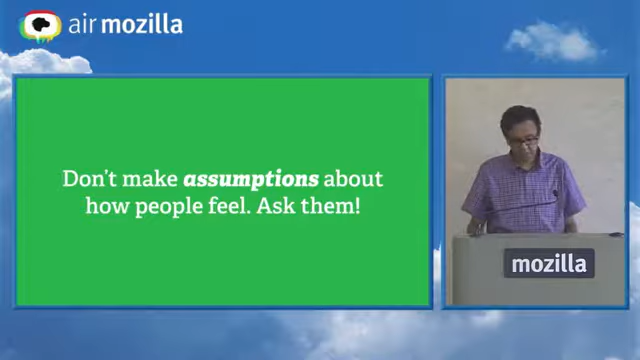 air mozilla
Don't make assumptions about
how people feel. Ask them!
mozilla